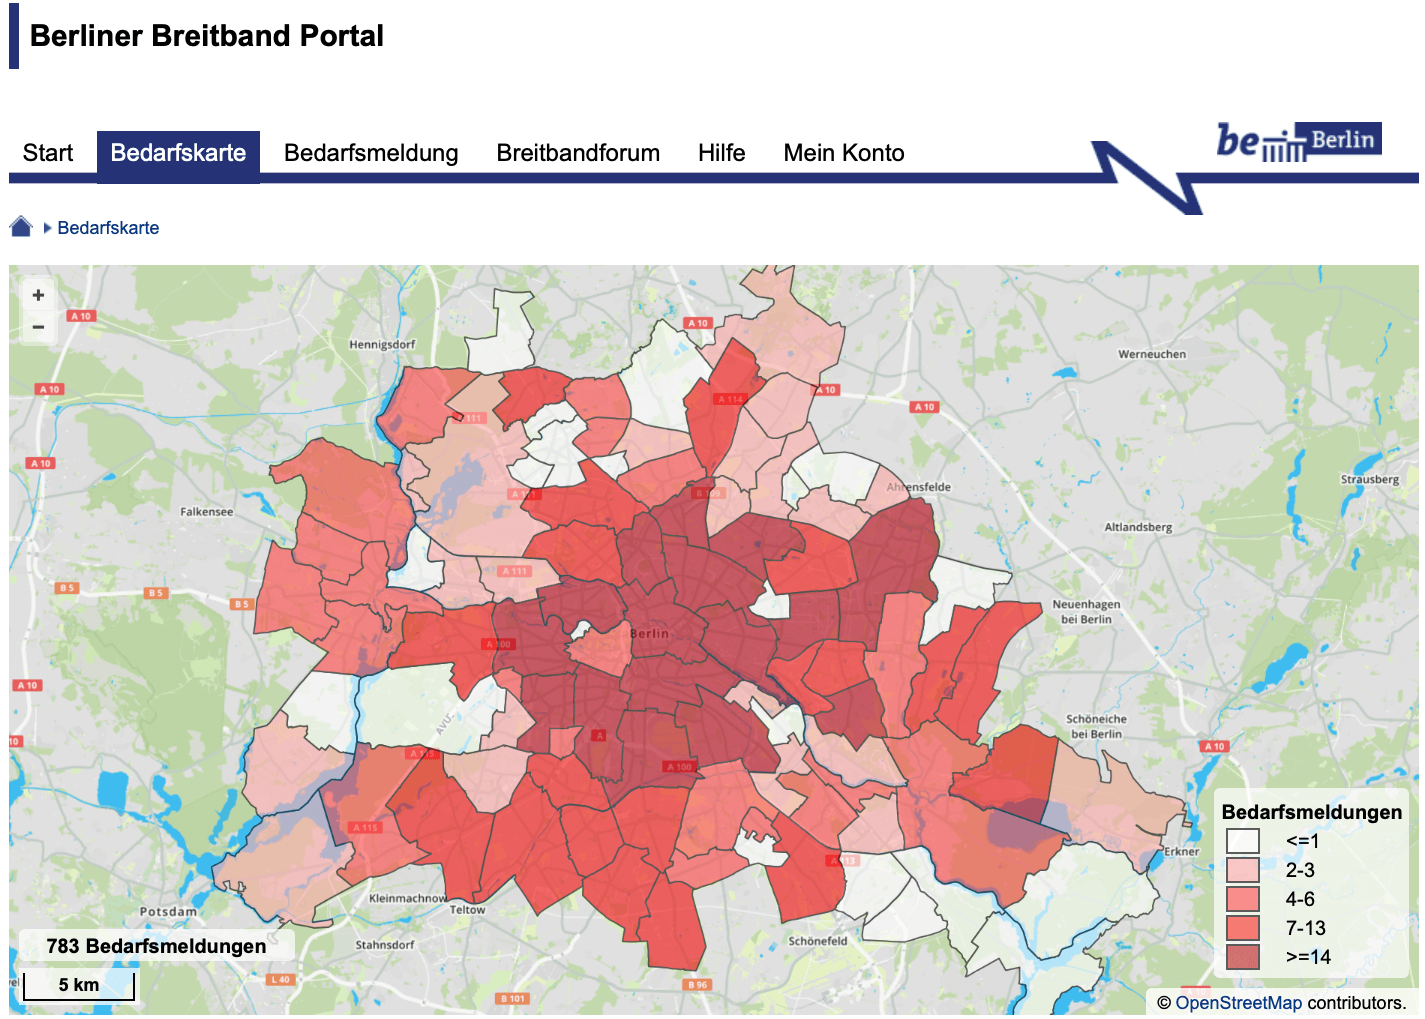 Berliner Breitband Portal
Start
Bedarfskarte
Bedarfsmeldung
Breitbandforum
Hilfe
Mein Konto
be Berlin
Bedarfskarte
+
−
A 10
Hennigsdorf
A 10
Werneuchen
A 10
A 10
A 114
A 10
111
A 10
Strausberg
Ahrensfelde
Falkensee
Altlandsberg
A 111
B 109
A 111
B 5
B 5
B 5
Neuenhagen
bei Berlin
Berlin
A 100
A 10
Schöneiche
bei Berlin
AVU-
10
A
A 10
A 115
A 100
A 115
A 113
Erkner
Kleinmachnow
Teltow
Potsdam
Stahnsdorf
Schönefeld
L 40
B 101
B 96
Bedarfsmeldungen
<=1
2-3
4-6
7-13
>=14
783 Bedarfsmeldungen
5 km
© OpenStreetMap contributors.